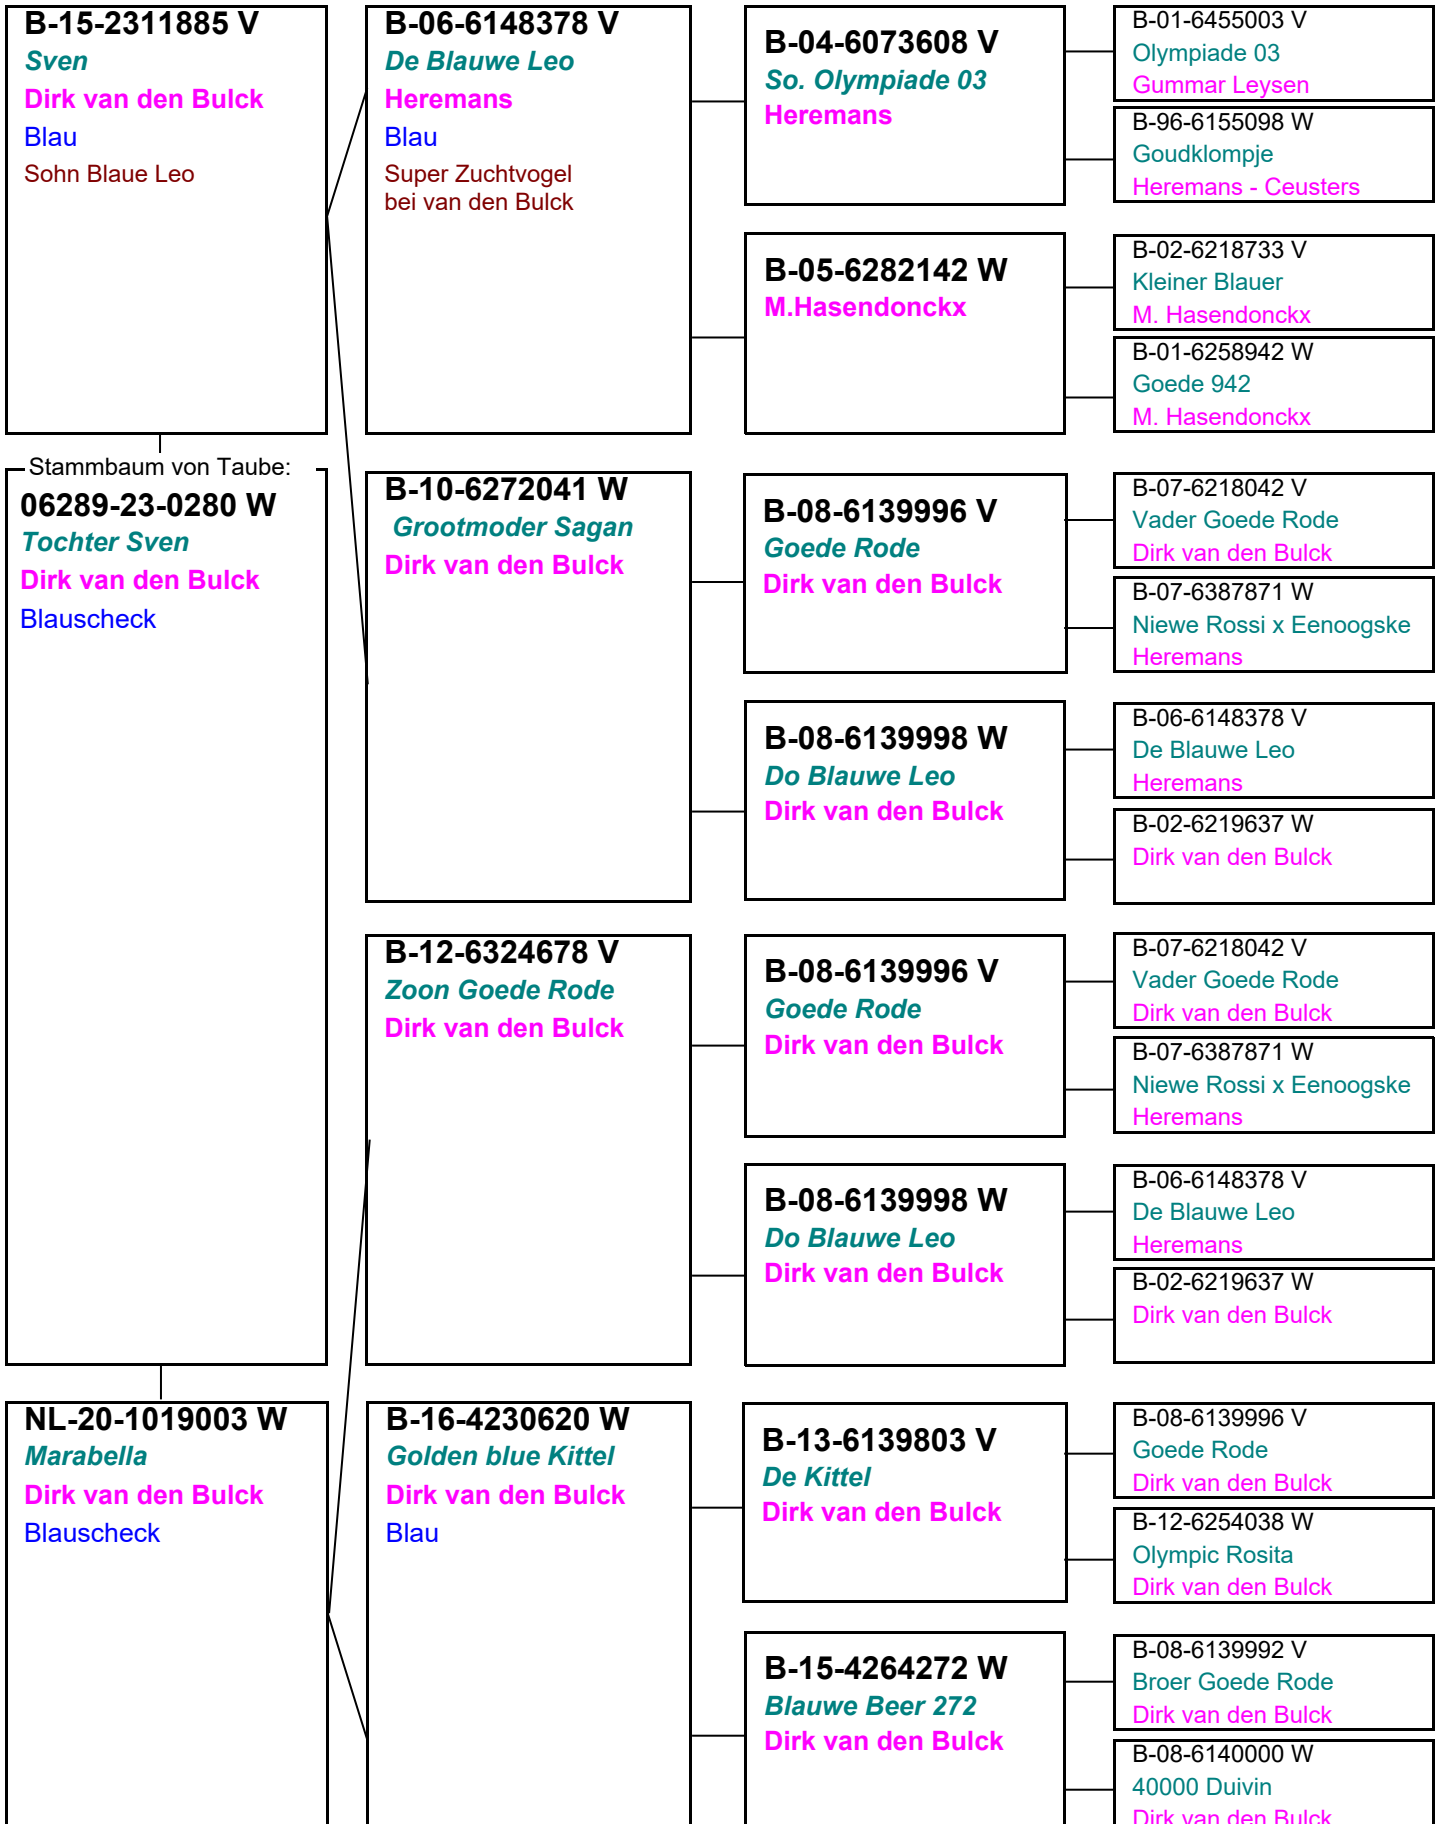 B-15-2311885 V
Sven
Dirk van den Bulck
Blau
Sohn Blaue Leo
Stammbaum von Taube:
06289-23-0280 W
Tochter Sven
Dirk van den Bulck
Blauscheck
NL-20-1019003 W
Marabella
Dirk van den Bulck
Blauscheck
B-06-6148378 V
De Blauwe Leo
Heremans
Blau
Super Zuchtvogel
bei van den Bulck
B-10-6272041 W
Grootmoder Sagan
Dirk van den Bulck
B-12-6324678 V
Zoon Goede Rode
Dirk van den Bulck
B-16-4230620 W
Golden blue Kittel
Dirk van den Bulck
Blau
B-04-6073608 V
So. Olympiade 03
Heremans
B-05-6282142 W
M.Hasendonckx
B-08-6139996 V
Goede Rode
Dirk van den Bulck
B-08-6139998 W
Do Blauwe Leo
Dirk van den Bulck
B-08-6139996 V
Goede Rode
Dirk van den Bulck
B-08-6139998 W
Do Blauwe Leo
Dirk van den Bulck
B-13-6139803 V
De Kittel
Dirk van den Bulck
B-15-4264272 W
Blauwe Beer 272
Dirk van den Bulck
B-01-6455003 V
Olympiade 03
Gummar Leysen
B-96-6155098 W
Goudklompje
Heremans - Ceusters
B-02-6218733 V
Kleiner Blauer
M. Hasendonckx
B-01-6258942 W
Goede 942
M. Hasendonckx
B-07-6218042 V
Vader Goede Rode
Dirk van den Bulck
B-07-6387871 W
Niewe Rossi x Eenoogske
Heremans
B-06-6148378 V
De Blauwe Leo
Heremans
B-02-6219637 W
Dirk van den Bulck
B-07-6218042 V
Vader Goede Rode
Dirk van den Bulck
B-07-6387871 W
Niewe Rossi x Eenoogske
Heremans
B-06-6148378 V
De Blauwe Leo
Heremans
B-02-6219637 W
Dirk van den Bulck
B-08-6139996 V
Goede Rode
Dirk van den Bulck
B-12-6254038 W
Olympic Rosita
Dirk van den Bulck
B-08-6139992 V
Broer Goede Rode
Dirk van den Bulck
B-08-6140000 W
40000 Duivin
Dirk van den Bulck